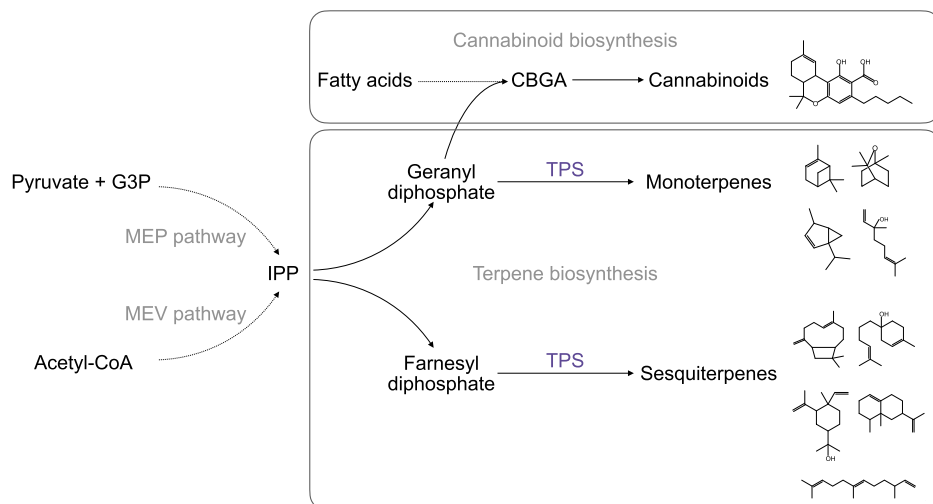 Cannabinoid biosynthesis
Fatty acids
CBGA
Cannabinoids
OH
OH
O
O
Pyruvate + G3P
MEP pathway
IPP
MEV pathway
Acetyl-CoA
Geranyl
diphosphate
TPS
Monoterpenes
O
OH
Terpene biosynthesis
Farnesyl
diphosphate
TPS
Sesquiterpenes
OH
OH